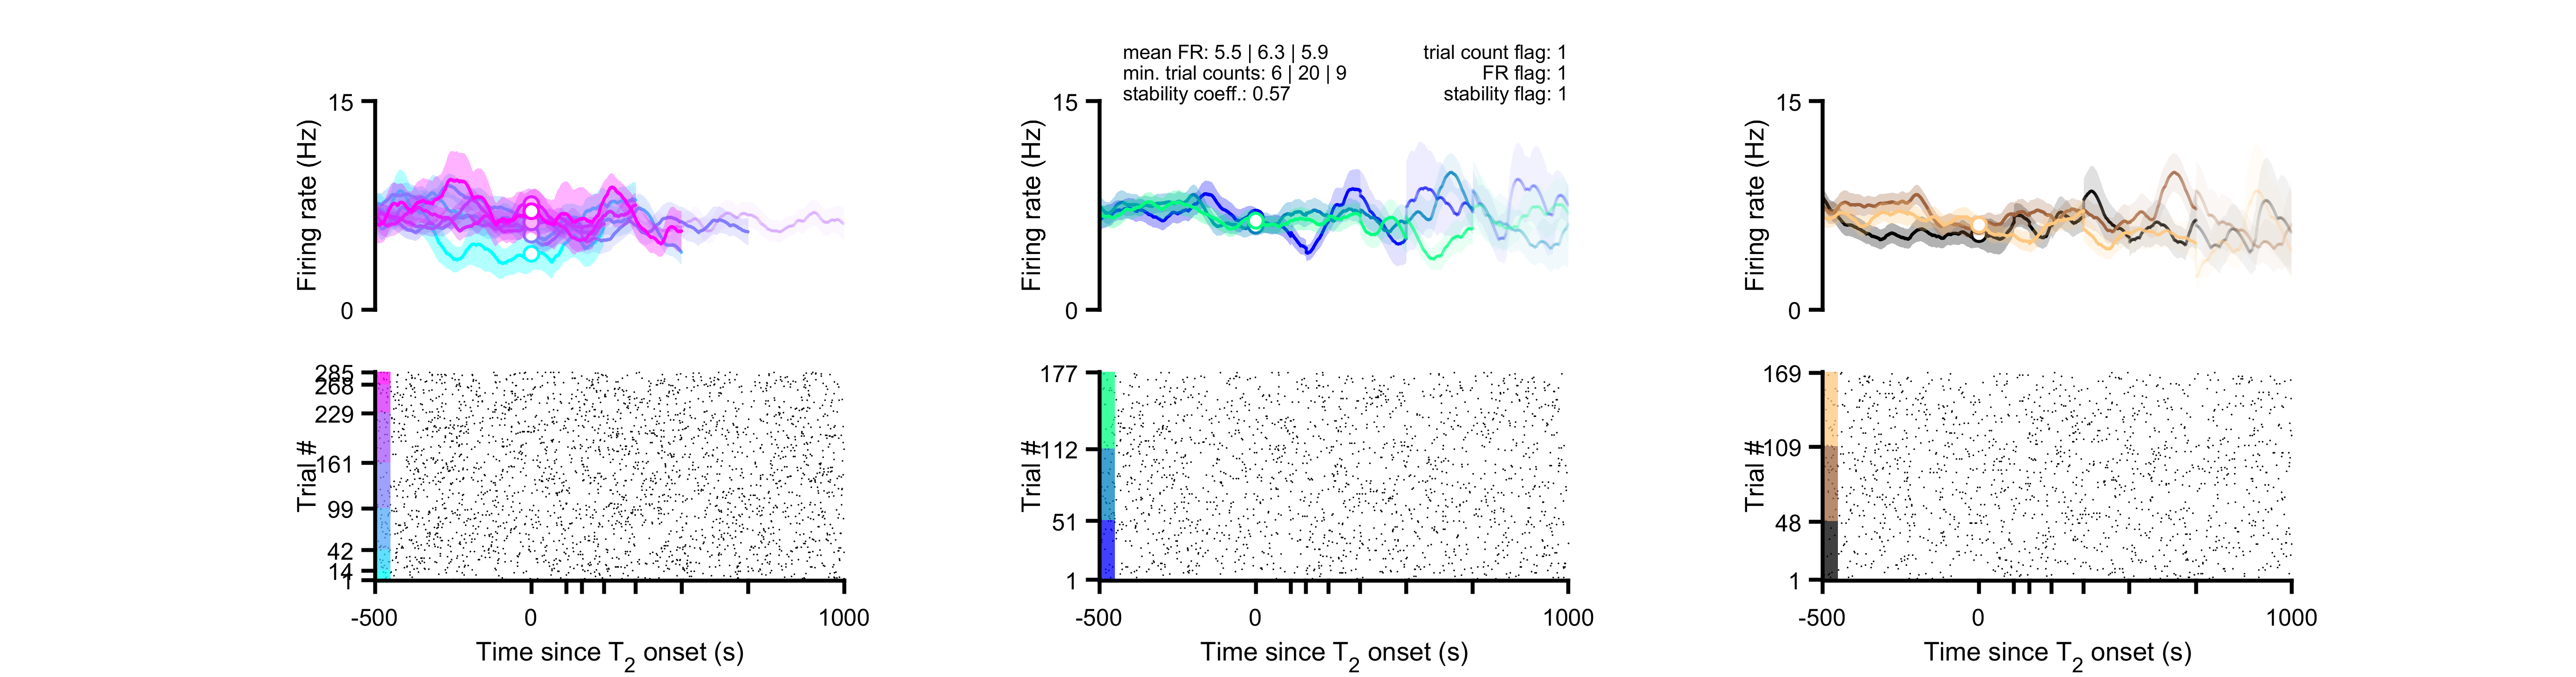 mean FR: 5.5 | 6.3 | 5.9
min. trial counts: 6 | 20 | 9
stability coeff.: 0.57
trial count flag: 1
FR flag: 1
stability flag: 1
15
Firing rate (Hz)
0
15
Firing rate (Hz)
0
15
Firing rate (Hz)
0
285
268
229
161
99
42
14
1
Trial #
-500
0
1000
Time since T2 onset (s)
177
112
51
1
Trial #
-500
0
1000
Time since T2 onset (s)
169
109
48
1
Trial #
-500
0
1000
Time since T2 onset (s)